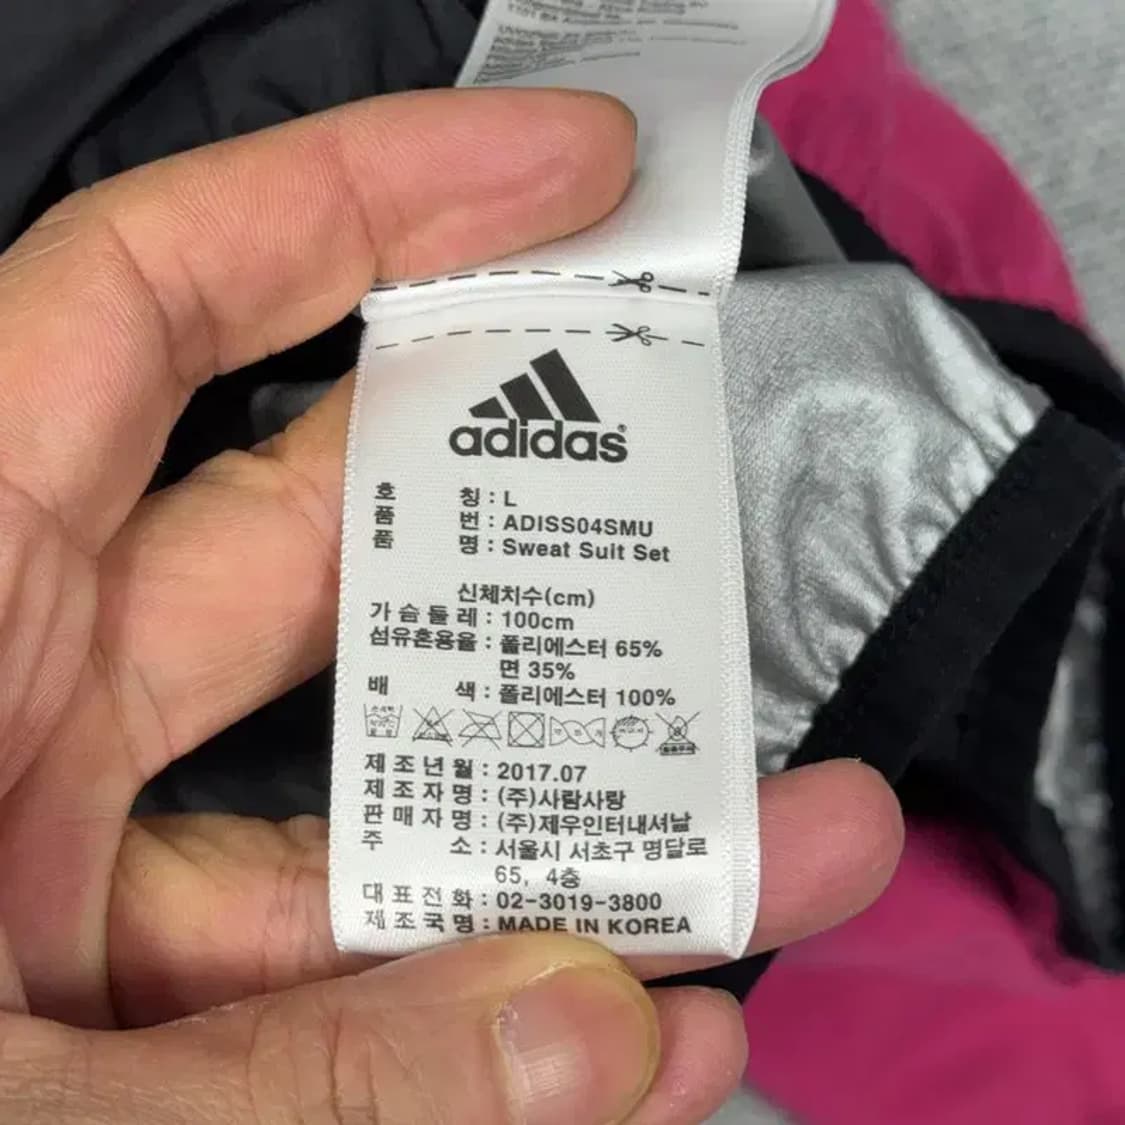 adidas®
호 칭 : L
품 번 : ADISS04SMU
품 명 : Sweat Suit Set
신체치수(cm)
가 슴 둘 레 : 100cm
섬유혼용율 : 폴리에스터 65%
면 35%
배 색 : 폴리에스터 100%
제 조 년 월 : 2017.07
제 조 자 명 : (주)사람사랑
판 매 자 명 : (주)제우인터내셔날
주 소 : 서울시 서초구 명달로
65, 4층
대 표 전 화 : 02-3019-3800
제 조 국 명 : MADE IN KOREA